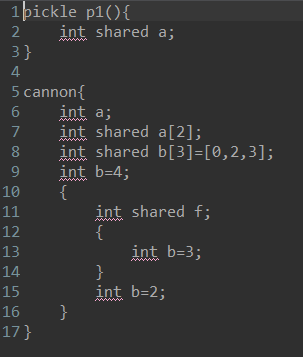 1 pickle p1(){
2     int shared a;
3 }
4
5 cannon{
6     int a;
7     int shared a[2];
8     int shared b[3]=[0,2,3];
9     int b=4;
10     {
11         int shared f;
12         {
13             int b=3;
14         }
15         int b=2;
16     }
17 }